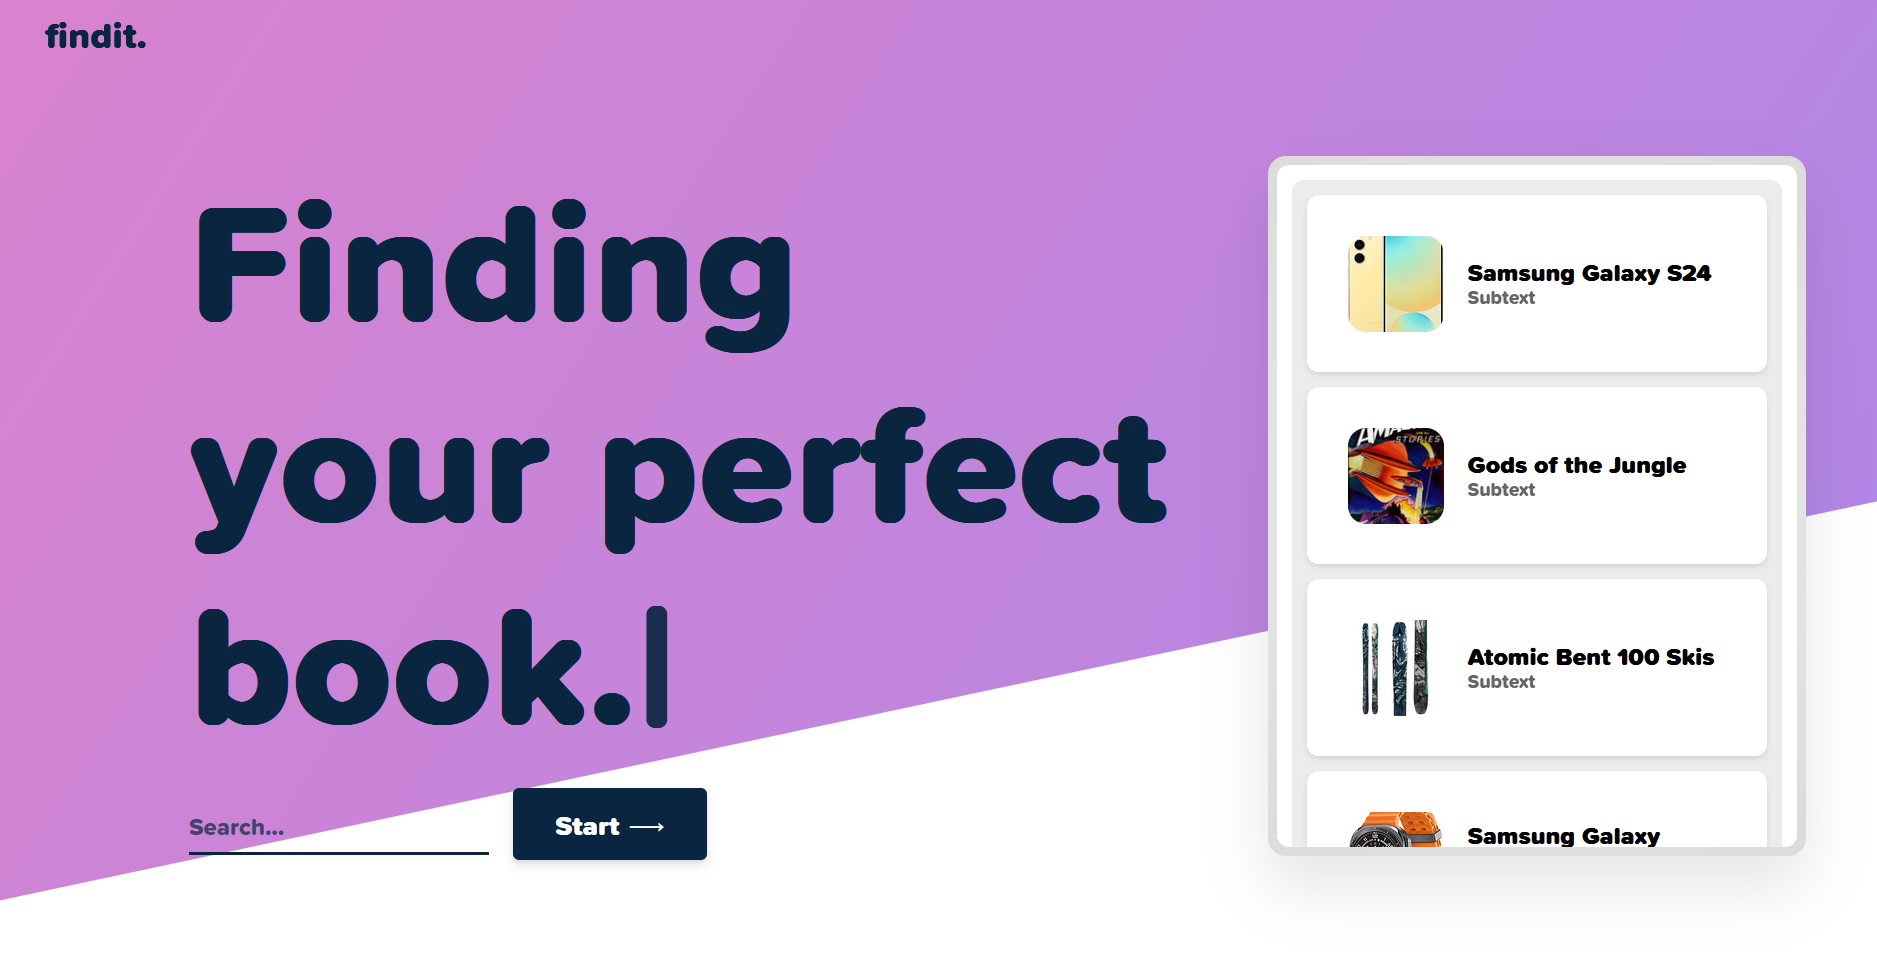 findit.
Finding
your perfect
book.
Search...
Start ⟶
Samsung Galaxy S24
Subtext
STORIES
Gods of the Jungle
Subtext
Atomic Bent 100 Skis
Subtext
Samsung Galaxy